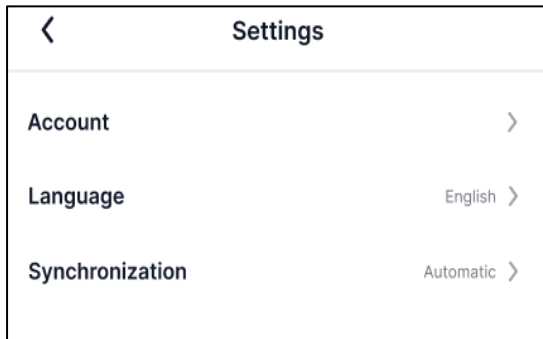 Settings
Account
Language English
Synchronization Automatic